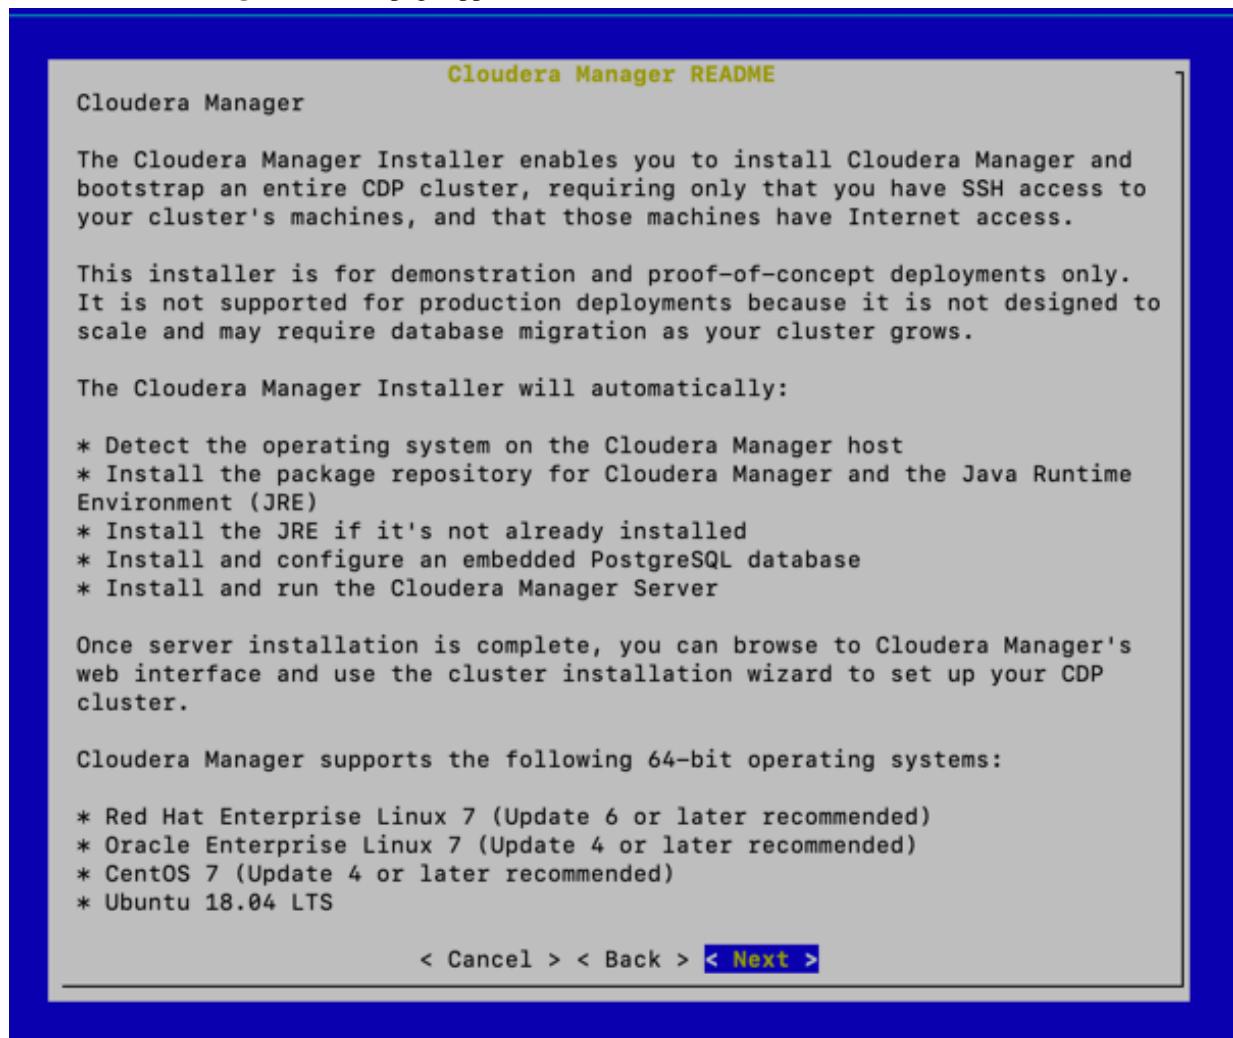 Cloudera Manager README
Cloudera Manager
The Cloudera Manager Installer enables you to install Cloudera Manager and
bootstrap an entire CDP cluster, requiring only that you have SSH access to
your cluster's machines, and that those machines have Internet access.
This installer is for demonstration and proof-of-concept deployments only.
It is not supported for production deployments because it is not designed to
scale and may require database migration as your cluster grows.
The Cloudera Manager Installer will automatically:
* Detect the operating system on the Cloudera Manager host
* Install the package repository for Cloudera Manager and the Java Runtime
Environment (JRE)
* Install the JRE if it's not already installed
* Install and configure an embedded PostgreSQL database
* Install and run the Cloudera Manager Server
Once server installation is complete, you can browse to Cloudera Manager's
web interface and use the cluster installation wizard to set up your CDP
cluster.
Cloudera Manager supports the following 64-bit operating systems:
* Red Hat Enterprise Linux 7 (Update 6 or later recommended)
* Oracle Enterprise Linux 7 (Update 4 or later recommended)
* CentOS 7 (Update 4 or later recommended)
* Ubuntu 18.04 LTS
< Cancel > < Back > < Next >